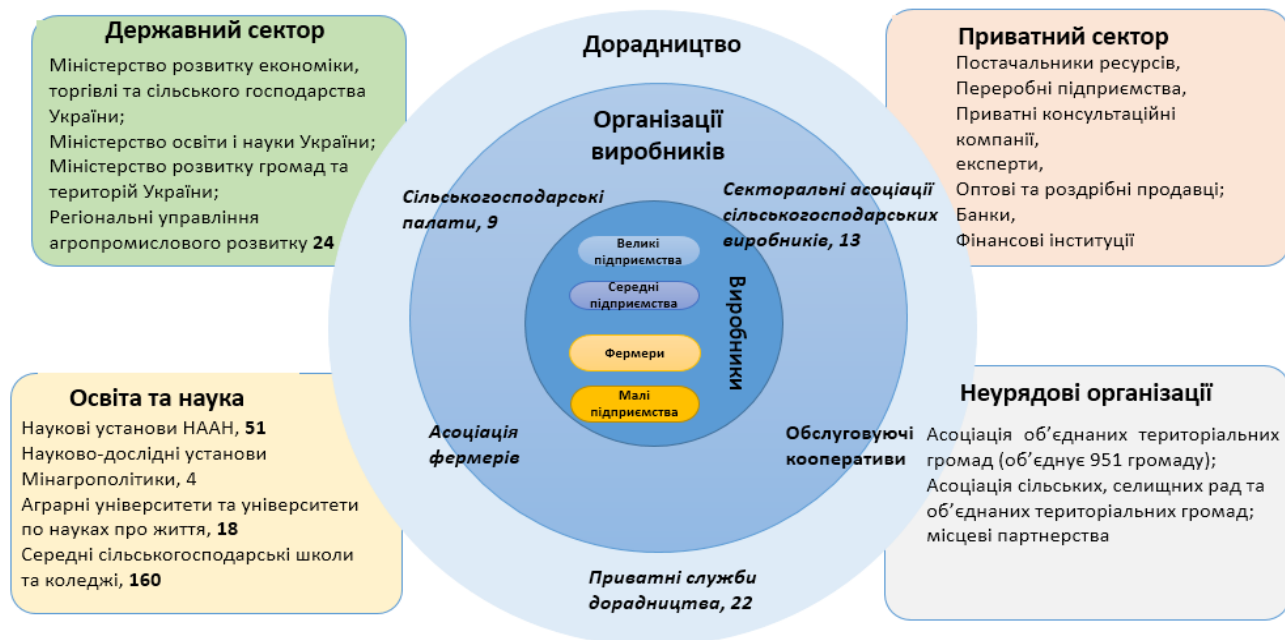 Державний сектор
Міністерство розвитку економіки,
торгівлі та сільського господарства
України;
Міністерство освіти і науки України;
Міністерство розвитку громад та
територій України;
Регіональні управління
агропромислового розвитку 24
Дорадництво
Організації
виробників
Сільськогосподарські
палати, 9
Секторальні асоціації
сільськогосподарських
виробників, 13
Великі
підприємства
Середні
підприємства
Фермери
Малі
підприємства
Виробники
Асоціація
фермерів
Обслуговуючі
кооперативи
Приватні служби
дорадництва, 22
Приватний сектор
Постачальники ресурсів,
Переробні підприємства,
Приватні консультаційні
компанії,
експерти,
Оптові та роздрібні продавці;
Банки,
Фінансові інституції
Освіта та наука
Наукові установи НААН, 51
Науково-дослідні установи
Мінагрополітики, 4
Аграрні університети та університети
по науках про життя, 18
Середні сільськогосподарські школи
та коледжі, 160
Неурядові організації
Асоціація об’єднаних територіальних
громад (об’єднує 951 громаду);
Асоціація сільських, селищних рад та
об’єднаних територіальних громад;
місцеві партнерства